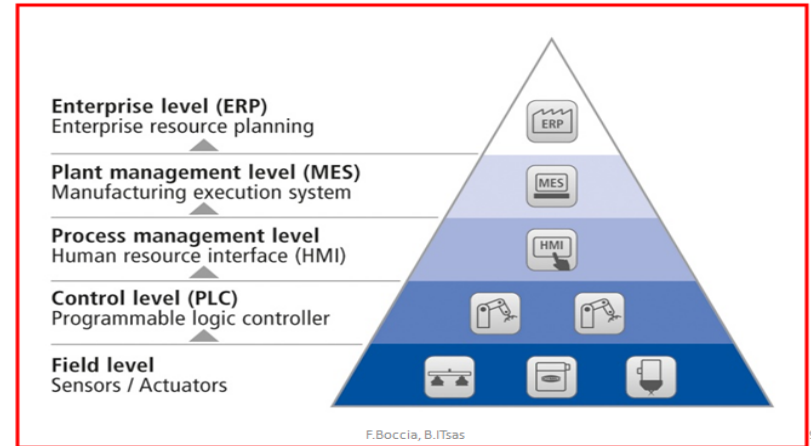 Enterprise level (ERP)
Enterprise resource planning
ERP
Plant management level (MES)
Manufacturing execution system
MES
Process management level
Human resource interface (HMI)
HMI
Control level (PLC)
Programmable logic controller
Field level
Sensors / Actuators
F.Boccia, B.ITsas